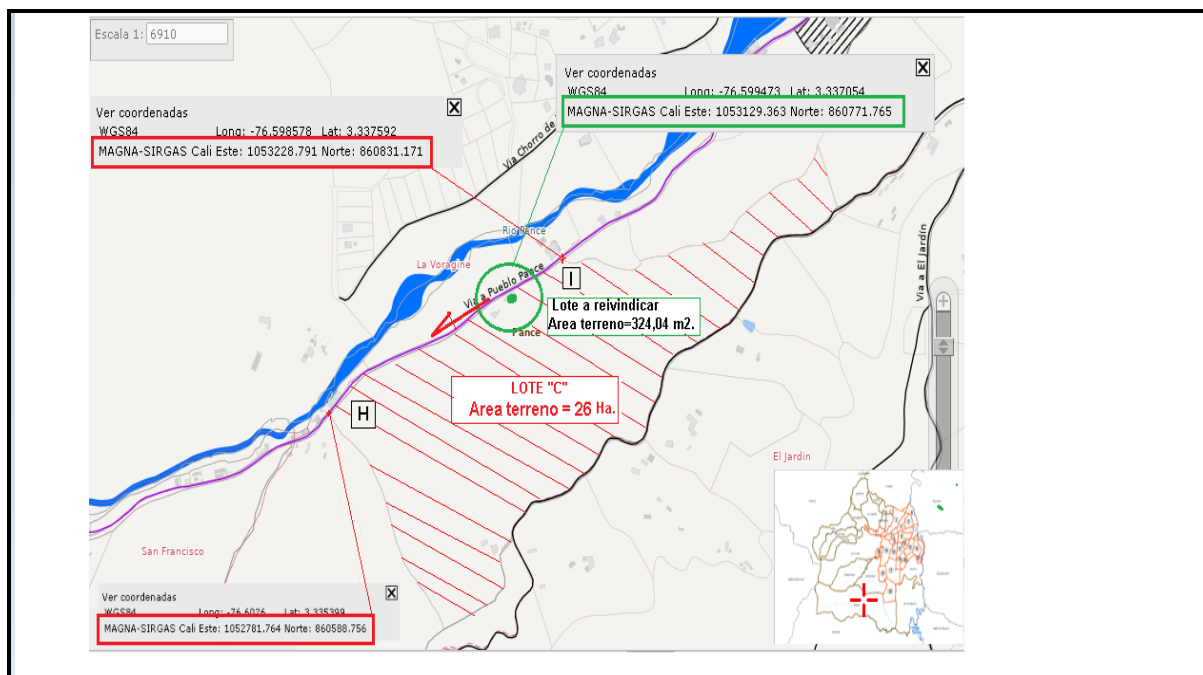 Escala 1: 6910
Ver coordenadas
WGS84 Long: -76.599473 Lat: 3.337054
MAGNA-SIRGAS Cali Este: 1053129.363 Norte: 860771.765
Ver coordenadas
WGS84 Long: -76.598578 Lat: 3.337592
MAGNA-SIRGAS Cali Este: 1053228.791 Norte: 860831.171
Via Chorro de
Rio Pance
La Voragine
Via a Pueblo Pance
I
Via a El Jardín
Lote a reivindicar
Area terreno=324,04 m2.
Pance
LOTE "C"
Area terreno = 26 Ha.
H
El Jardin
San Francisco
Ver coordenadas
WGS84 Long: -76.6026 Lat: 3.335399
MAGNA-SIRGAS Cali Este: 1052781.764 Norte: 860588.756